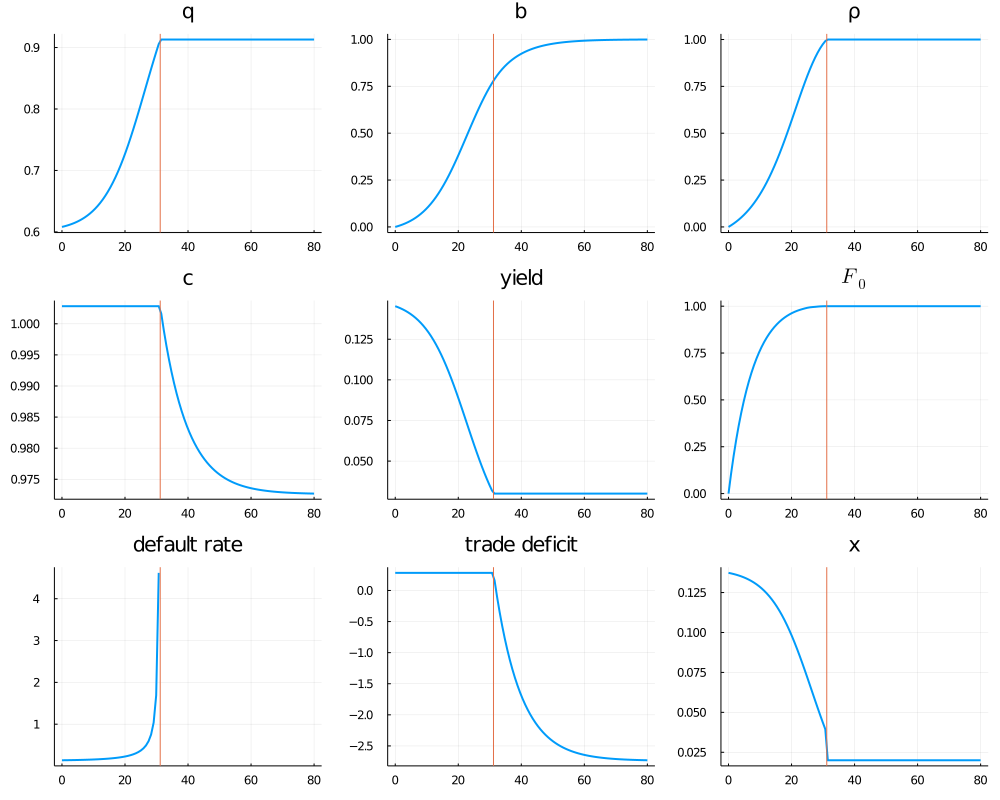 q
b
ρ
0.9
0.8
0.7
0.6
0 20 40 60 80
1.00
0.75
0.50
0.25
0.00
0 20 40 60 80
1.00
0.75
0.50
0.25
0.00
0 20 40 60 80
c
yield
F₀
1.000
0.995
0.990
0.985
0.980
0.975
0 20 40 60 80
0.125
0.100
0.075
0.050
0 20 40 60 80
1.00
0.75
0.50
0.25
0.00
0 20 40 60 80
default rate
trade deficit
x
4
3
2
1
0 20 40 60 80
0.0
−0.5
−1.0
−1.5
−2.0
−2.5
0 20 40 60 80
0.125
0.100
0.075
0.050
0.025
0 20 40 60 80